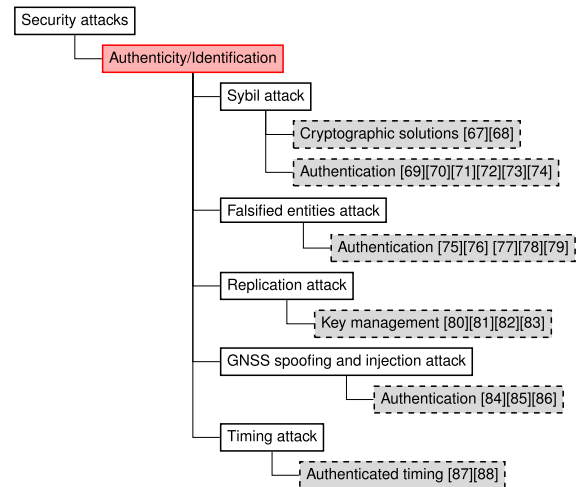 Security attacks
Authenticity/Identification
Sybil attack
Cryptographic solutions [67][68]
Authentication [69][70][71][72][73][74]
Falsified entities attack
Authentication [75][76] [77][78][79]
Replication attack
Key management [80][81][82][83]
GNSS spoofing and injection attack
Authentication [84][85][86]
Timing attack
Authenticated timing [87][88]